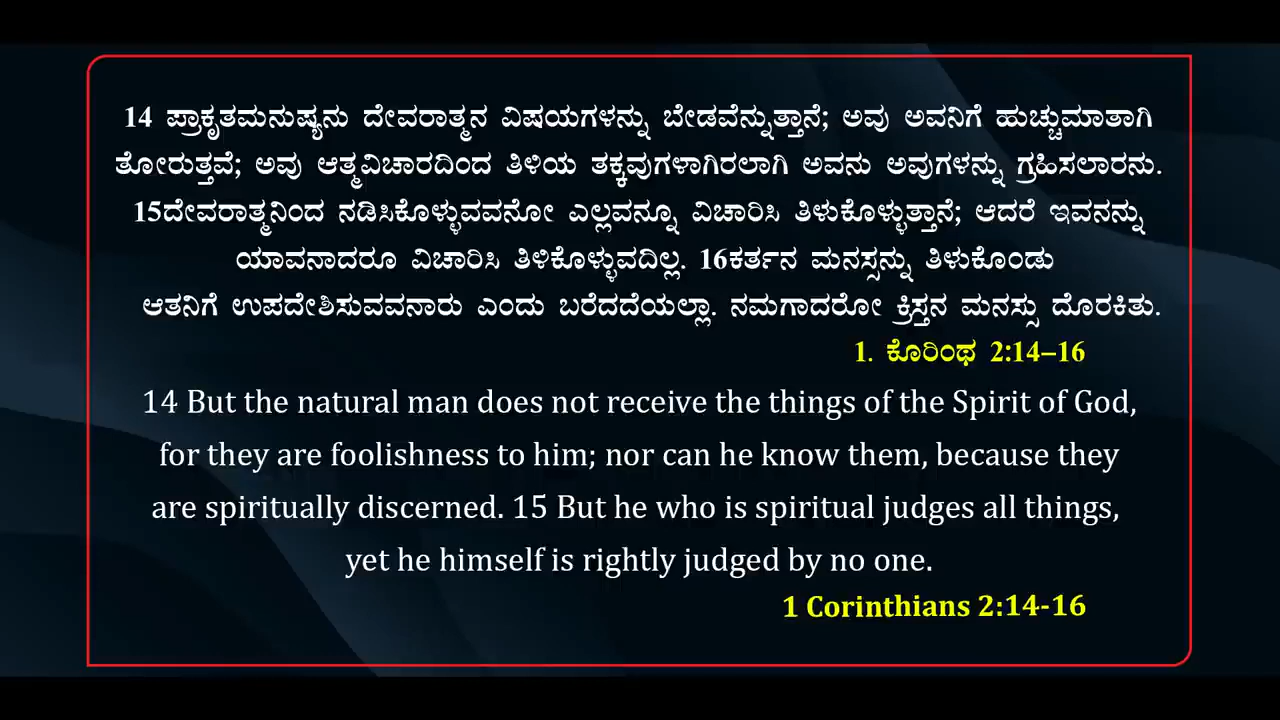 14 ಪ್ರಾಕೃತಮನುಷ್ಯನು ದೇವರಾತ್ಮನ ವಿಷಯಗಳನ್ನು ಬೇಡವೆನ್ನುತ್ತಾನೆ; ಅವು ಅವನಿಗೆ ಹುಚ್ಚುಮಾತಾಗಿ
ತೋರುತ್ತವೆ; ಅವು ಆತ್ಮವಿಚಾರದಿಂದ ತಿಳಿಯ ತಕ್ಕವುಗಳಾಗಿರಲಾಗಿ ಅವನು ಅವುಗಳನ್ನು ಗ್ರಹಿಸಲಾರನು.
15ದೇವರಾತ್ಮನಿಂದ ನಡಿಸಿಕೊಳ್ಳುವವನೋ ಎಲ್ಲವನ್ನೂ ವಿಚಾರಿಸಿ ತಿಳುಕೊಳ್ಳುತ್ತಾನೆ; ಆದರೆ ಇವನನ್ನು
ಯಾವನಾದರೂ ವಿಚಾರಿಸಿ ತಿಳಿಕೊಳ್ಳುವದಿಲ್ಲ. 16ಕರ್ತನ ಮನಸ್ಸನ್ನು ತಿಳುಕೊಂಡು
ಆತನಿಗೆ ಉಪದೇಶಿಸುವವನಾರು ಎಂದು ಬರೆದದೆಯಲ್ಲಾ. ನಮಗಾದರೋ ಕ್ರಿಸ್ತನ ಮನಸ್ಸು ದೊರಕಿತು.
1. ಕೊರಿಂಥ 2:14–16
14 But the natural man does not receive the things of the Spirit of God,
for they are foolishness to him; nor can he know them, because they
are spiritually discerned. 15 But he who is spiritual judges all things,
yet he himself is rightly judged by no one.
1 Corinthians 2:14-16